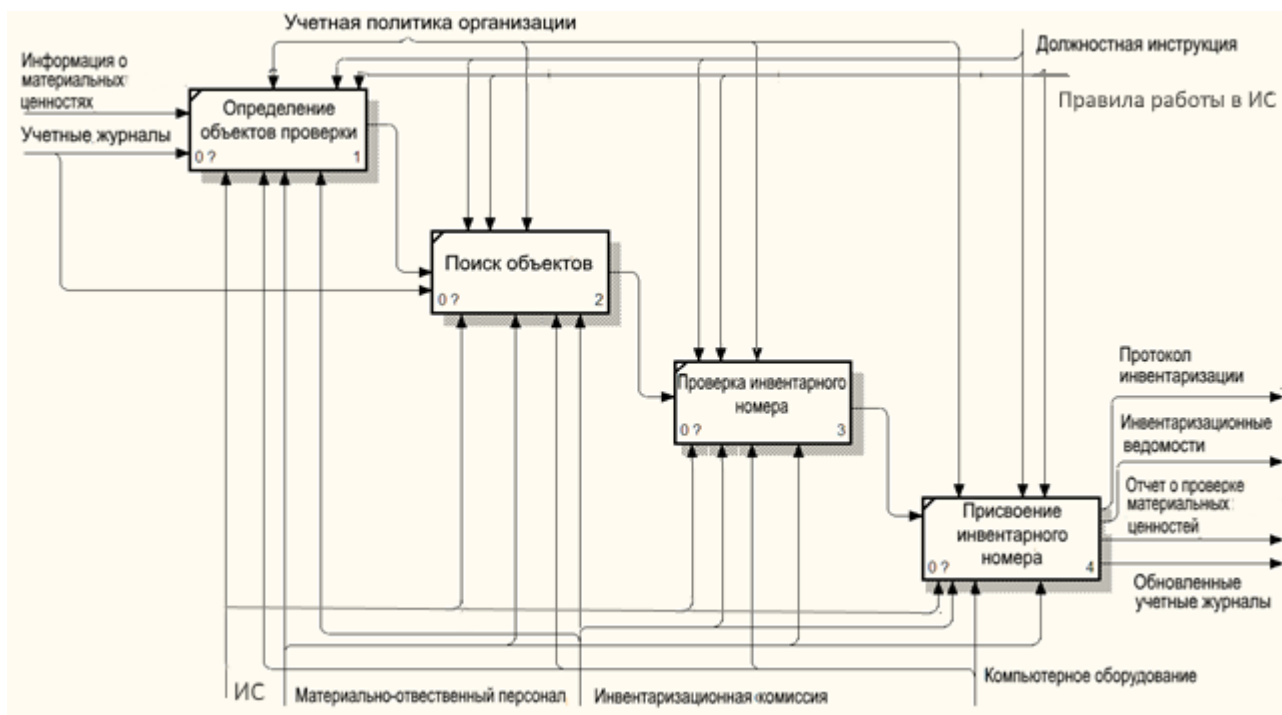 Учетная политика организации
Должностная инструкция
Правила работы в ИС
Информация о
материальных
ценностях
Учетные журналы
Определение
объектов проверки
0 ?
1
Поиск объектов
0 ?
2
Проверка инвентарного
номера
0 ?
3
Присвоение
инвентарного
номера
0 ?
4
Протокол
инвентаризации
Инвентаризационные
ведомости
Отчет о проверке
материальных
ценностей
Обновленные
учетные журналы
ИС
Материально-отвественный персонал
Инвентаризационная комиссия
Компьютерное оборудование